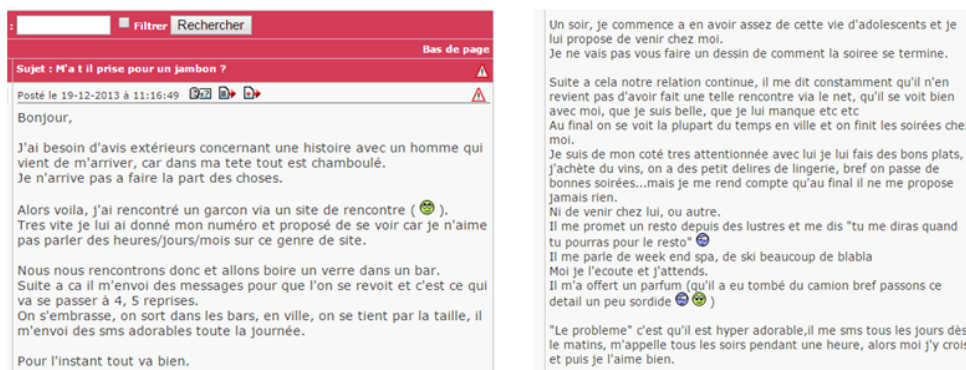 :
Filtrer Rechercher
Bas de page
Sujet : M'a t il prise pour un jambon ?
Posté le 19-12-2013 à 11:16:49
Bonjour,
J'ai besoin d'avis extérieurs concernant une histoire avec un homme qui
vient de m'arriver, car dans ma tete tout est chamboulé.
Je n'arrive pas a faire la part des choses.
Alors voila, j'ai rencontré un garcon via un site de rencontre ( ).
Tres vite je lui ai donné mon numéro et proposé de se voir car je n'aime
pas parler des heures/jours/mois sur ce genre de site.
Nous nous rencontrons donc et allons boire un verre dans un bar.
Suite a ca il m'envoi des messages pour que l'on se revoit et c'est ce qui
va se passer à 4, 5 reprises.
On s'embrasse, on sort dans les bars, en ville, on se tient par la taille, il
m'envoi des sms adorables toute la journée.
Pour l'instant tout va bien.
Un soir, je commence a en avoir assez de cette vie d'adolescents et je
lui propose de venir chez moi.
Je ne vais pas vous faire un dessin de comment la soiree se termine.
Suite a cela notre relation continue, il me dit constamment qu'il n'en
revient pas d'avoir fait une telle rencontre via le net, qu'il se voit bien
avec moi, que je suis belle, que je lui manque etc etc
Au final on se voit la plupart du temps en ville et on finit les soirées chez
moi.
Je suis de mon coté tres attentionnée avec lui je lui fais des bons plats,
j'achète du vins, on a des petit delires de lingerie, bref on passe de
bonnes soirées...mais je me rend compte qu'au final il ne me propose
jamais rien.
Ni de venir chez lui, ou autre.
Il me promet un resto depuis des lustres et me dis "tu me diras quand
tu pourras pour le resto"
Il me parle de week end spa, de ski beaucoup de blabla
Moi je l'ecoute et j'attends.
Il m'a offert un parfum (qu'il a eu tombé du camion bref passons ce
detail un peu sordide )
"Le probleme" c'est qu'il est hyper adorable,il me sms tous les jours dès
le matins, m'appelle tous les soirs pendant une heure, alors moi j'y crois
et puis je l'aime bien.